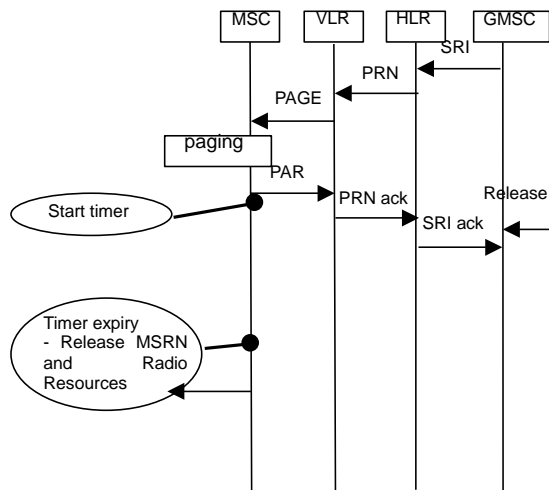 MSC
VLR
HLR
GMSC
SRI
PRN
PAGE
paging
PAR
PRN ack
Release
Start timer
SRI ack
Timer expiry
- Release MSRN
and Radio
Resources